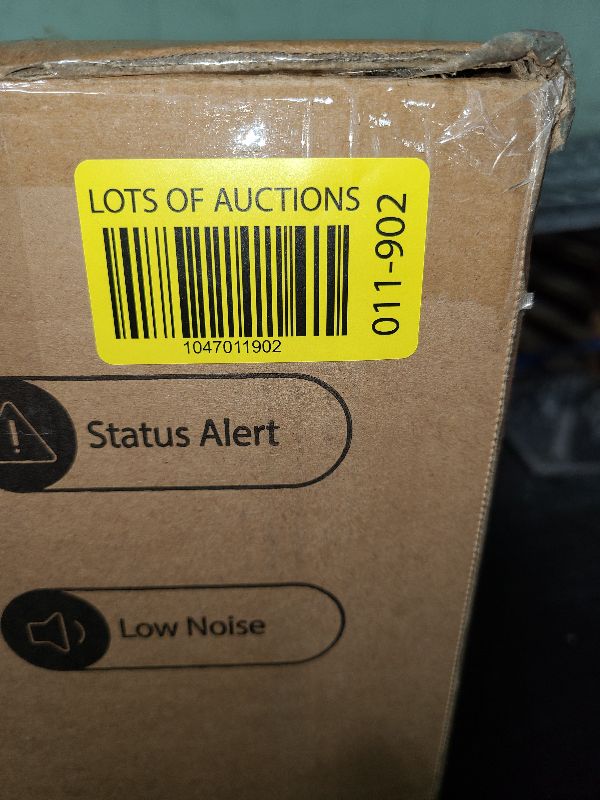 LOTS OF AUCTIONS
011-902
1047011902
Status Alert
Low Noise